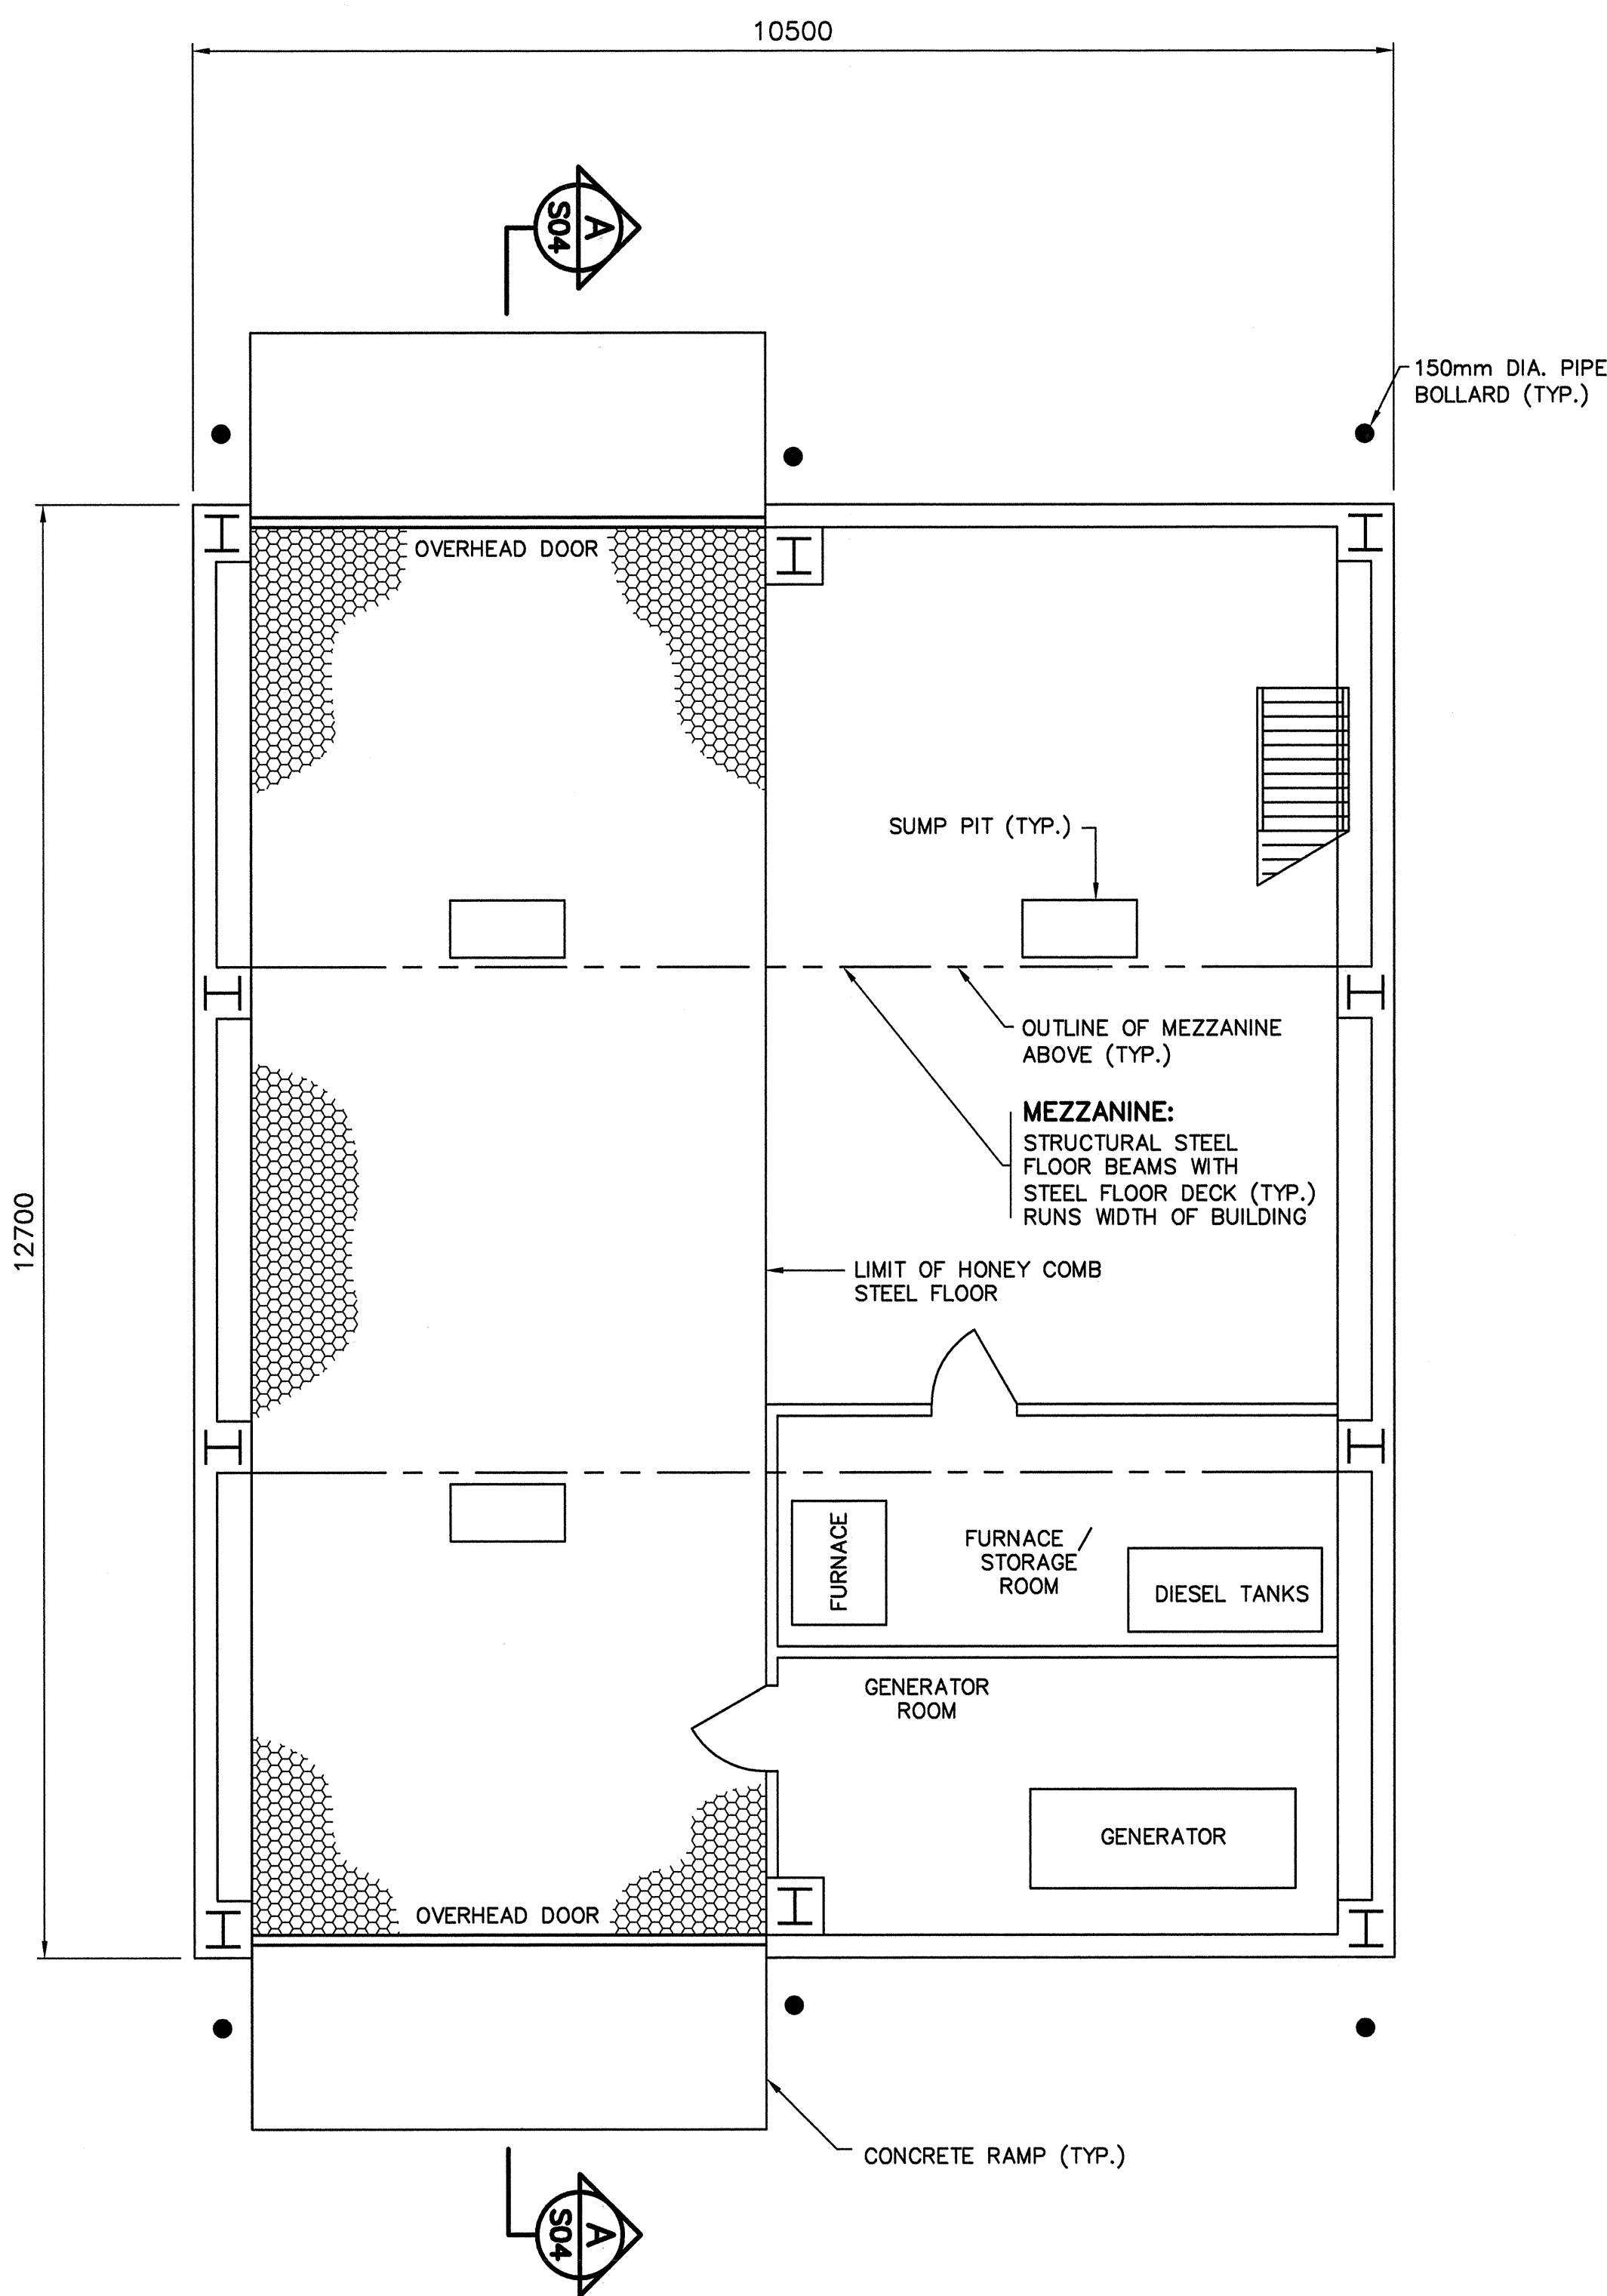 10500
A
S04
150mm DIA. PIPE
BOLLARD (TYP.)
OVERHEAD DOOR
SUMP PIT (TYP.)
OUTLINE OF MEZZANINE
ABOVE (TYP.)
MEZZANINE:
STRUCTURAL STEEL
FLOOR BEAMS WITH
STEEL FLOOR DECK (TYP.)
RUNS WIDTH OF BUILDING
12700
LIMIT OF HONEY COMB
STEEL FLOOR
FURNACE
FURNACE /
STORAGE
ROOM
DIESEL TANKS
GENERATOR
ROOM
GENERATOR
OVERHEAD DOOR
CONCRETE RAMP (TYP.)
A
S04